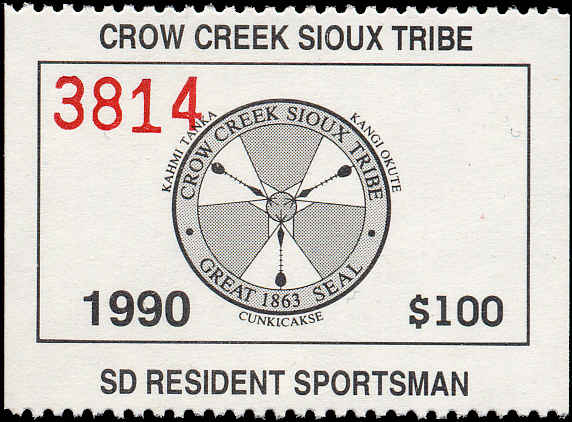 CROW CREEK SIOUX TRIBE
3814
KAHMI TANKA
KANGI OKUTE
CROW CREEK SIOUX TRIBE
GREAT 1863 SEAL
CUNKICAKSE
1990
$100
SD RESIDENT SPORTSMAN